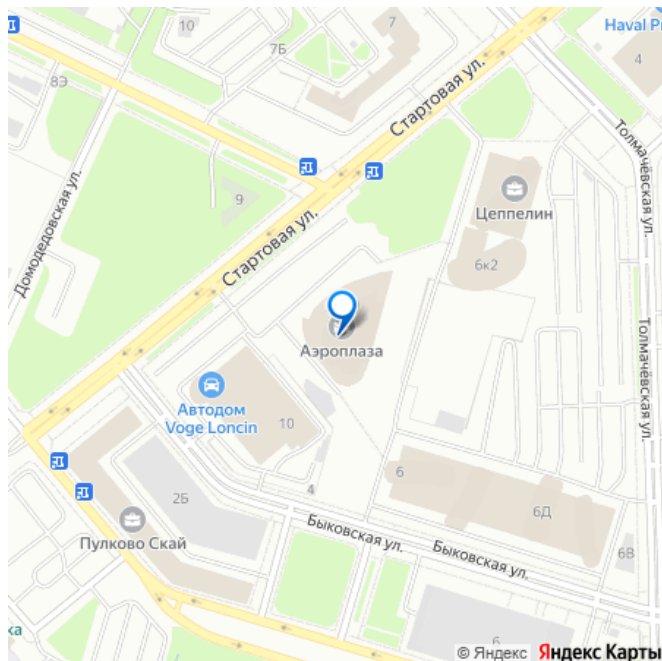 Haval P
10
7
7Б
4
8Э
Стартовая ул.
Толмачёвская ул.
Домодедовская ул.
9
Цеппелин
Стартовая ул.
6к2
Аэроплаза
Толмачёвская ул.
Автодом
Voge Loncin
10
6
4
2Б
6Д
Быковская ул.
Пулково Скай
Быковская ул.
6В
6
ка
© Яндекс Яндекс Карты